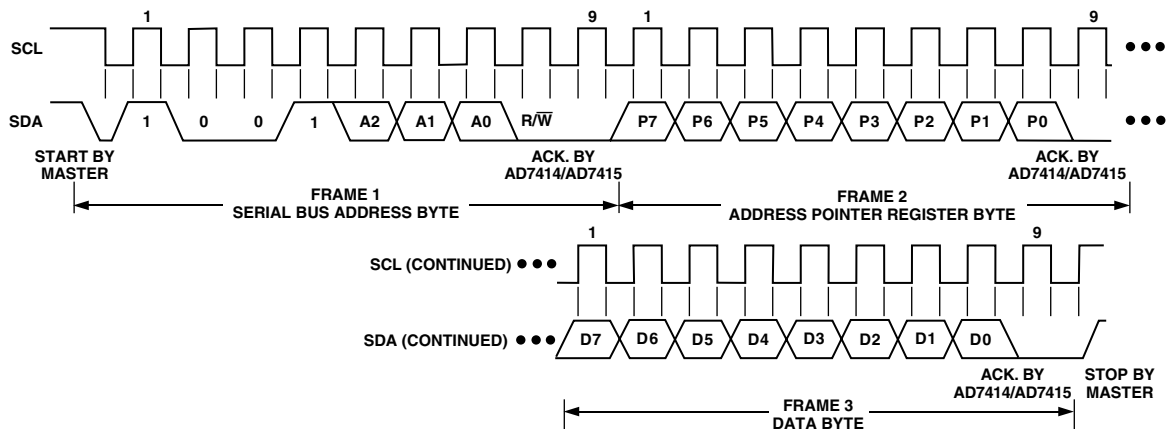 1 9 1 9
SCL
SDA 1 0 0 1 A2 A1 A0 R/W̅ P7 P6 P5 P4 P3 P2 P1 P0
START BY
MASTER
ACK. BY
AD7414/AD7415
ACK. BY
AD7414/AD7415
FRAME 1
SERIAL BUS ADDRESS BYTE
FRAME 2
ADDRESS POINTER REGISTER BYTE
1 9
SCL (CONTINUED)
SDA (CONTINUED) D7 D6 D5 D4 D3 D2 D1 D0
ACK. BY
AD7414/AD7415
STOP BY
MASTER
FRAME 3
DATA BYTE